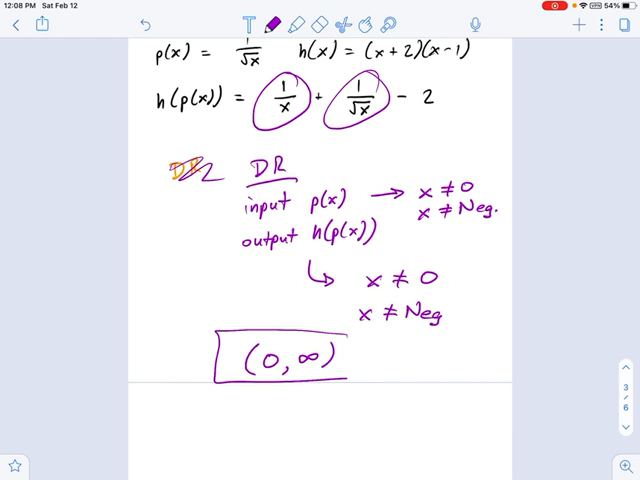 12:08 PM Sat Feb 12
54%
p(x) = 1/√x h(x) = (x+2)(x-1)
h(p(x)) = 1/x + 1/√x - 2
DR DR
input p(x) → x ≠ 0
x ≠ Neg.
output h(p(x))
↳ x ≠ 0
x ≠ Neg
(0, ∞)
3
/
6